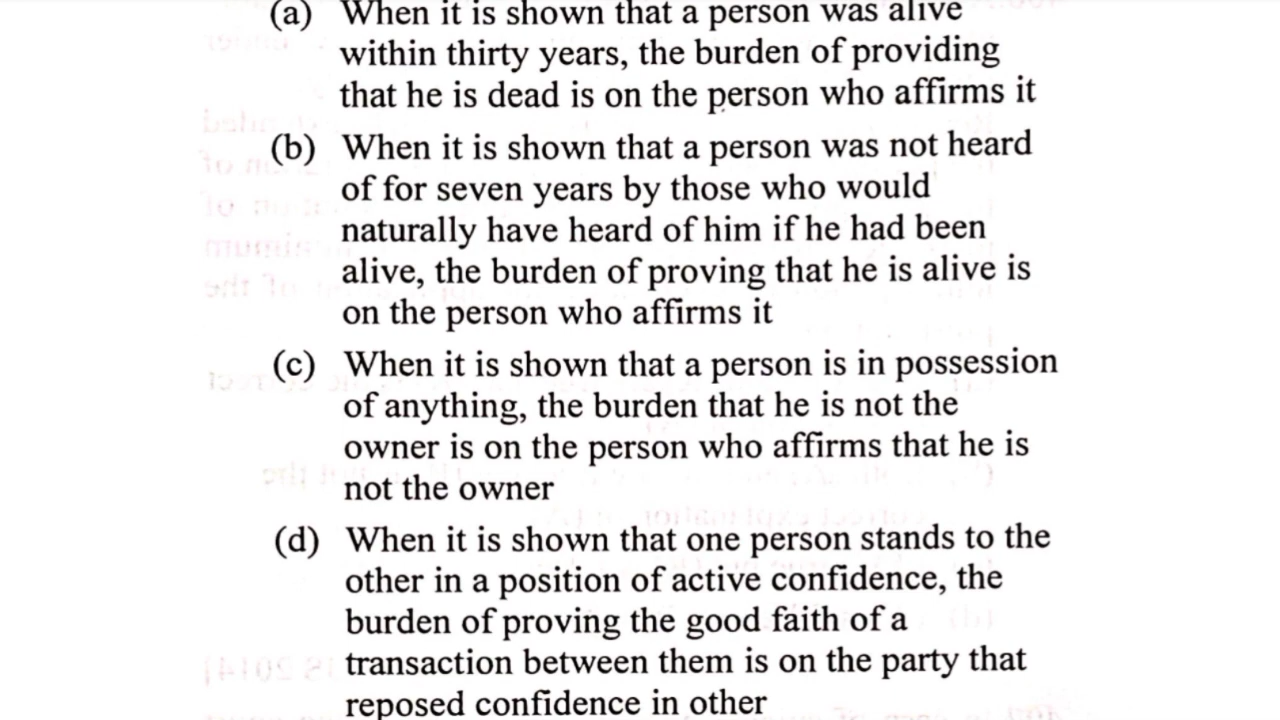 (a) When it is shown that a person was alive
within thirty years, the burden of providing
that he is dead is on the person who affirms it
(b) When it is shown that a person was not heard
of for seven years by those who would
naturally have heard of him if he had been
alive, the burden of proving that he is alive is
on the person who affirms it
(c) When it is shown that a person is in possession
of anything, the burden that he is not the
owner is on the person who affirms that he is
not the owner
(d) When it is shown that one person stands to the
other in a position of active confidence, the
burden of proving the good faith of a
transaction between them is on the party that
reposed confidence in other